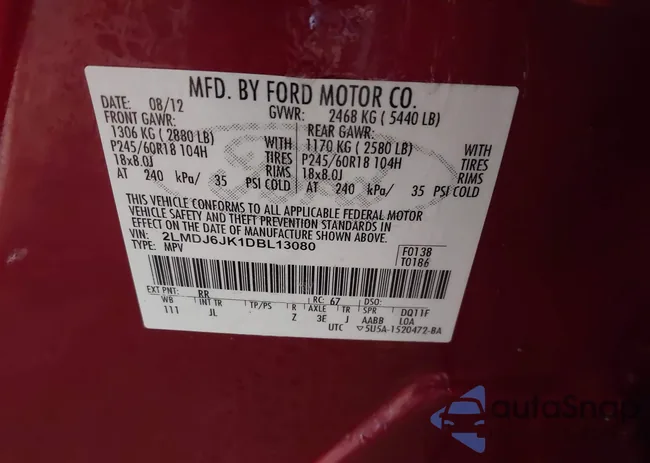 MFD. BY FORD MOTOR CO.
DATE: 08/12 GVWR: 2468 KG ( 5440 LB)
FRONT GAWR: REAR GAWR:
1306 KG ( 2880 LB) 1170 KG ( 2580 LB)
P245/60R18 104H TIRES P245/60R18 104H
18x8.0J RIMS 18x8.0J
TIRES
RIMS
AT 240 kPa/ 35 PSI COLD AT 240 kPa/ 35 PSI COLD
THIS VEHICLE CONFORMS TO ALL APPLICABLE FEDERAL MOTOR
VEHICLE SAFETY AND THEFT PREVENTION STANDARDS IN
EFFECT ON THE DATE OF MANUFACTURE SHOWN ABOVE.
VIN: 2LMDJ6JK1DBL13080
TYPE: MPV
F0138
T0186
EXT PNT: RR RC: 67 DSO:
WB INT TR TP/PS R AXLE TR SPR DQ11F
111 JL Z 3E J AABB LOA
UTC 5U5A-1520472-BA
Ford
autoSnap